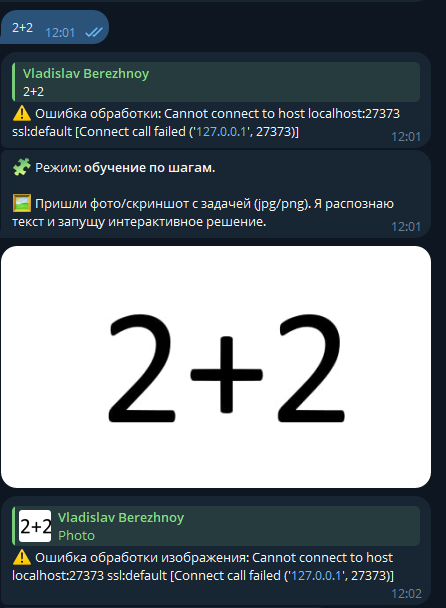 2+2 12:01
Vladislav Berezhnoy
2+2
⚠️ Ошибка обработки: Cannot connect to host localhost:27373
ssl:default [Connect call failed ('127.0.0.1', 27373)]
12:01
🧩 Режим: обучение по шагам.
🖼️ Пришли фото/скриншот с задачей (jpg/png). Я распознаю
текст и запущу интерактивное решение.
12:01
2+2
2+2
Vladislav Berezhnoy
Photo
⚠️ Ошибка обработки изображения: Cannot connect to host
localhost:27373 ssl:default [Connect call failed ('127.0.0.1', 27373)]
12:02